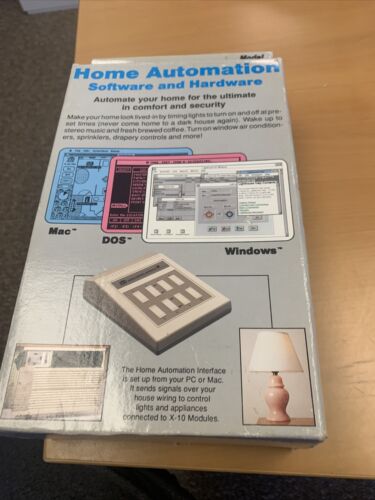 Model
Home Automation
Software and Hardware
Automate your home for the ultimate
in comfort and security
Make your home look lived-in by timing lights to turn on and off at pre-
set times (never come home to a dark house again). Wake up to
stereo music and fresh brewed coffee. Turn on window air condition-
ers, sprinklers, drapery controls and more!
Mac™
DOS™
Windows™
The Home Automation Interface
is set up from your PC or Mac.
It sends signals over your
house wiring to control
lights and appliances
connected to X-10 Modules.